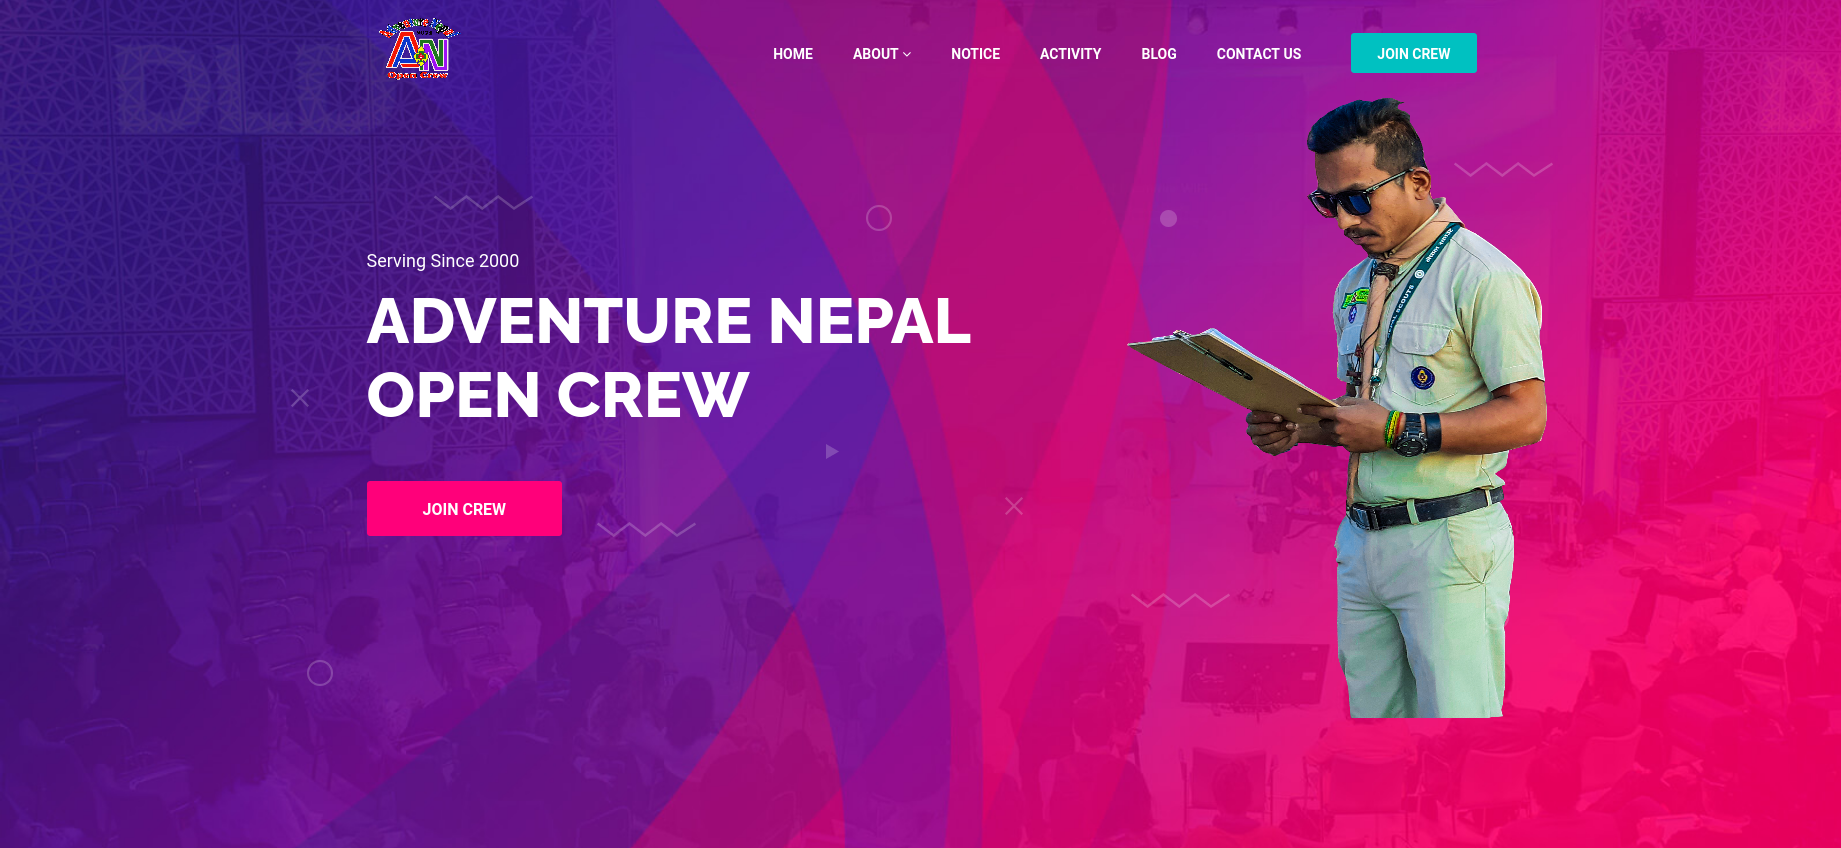 AN
Open Crew
HOME
ABOUT
NOTICE
ACTIVITY
BLOG
CONTACT US
JOIN CREW
Serving Since 2000
ADVENTURE NEPAL
OPEN CREW
JOIN CREW
SCOUTS